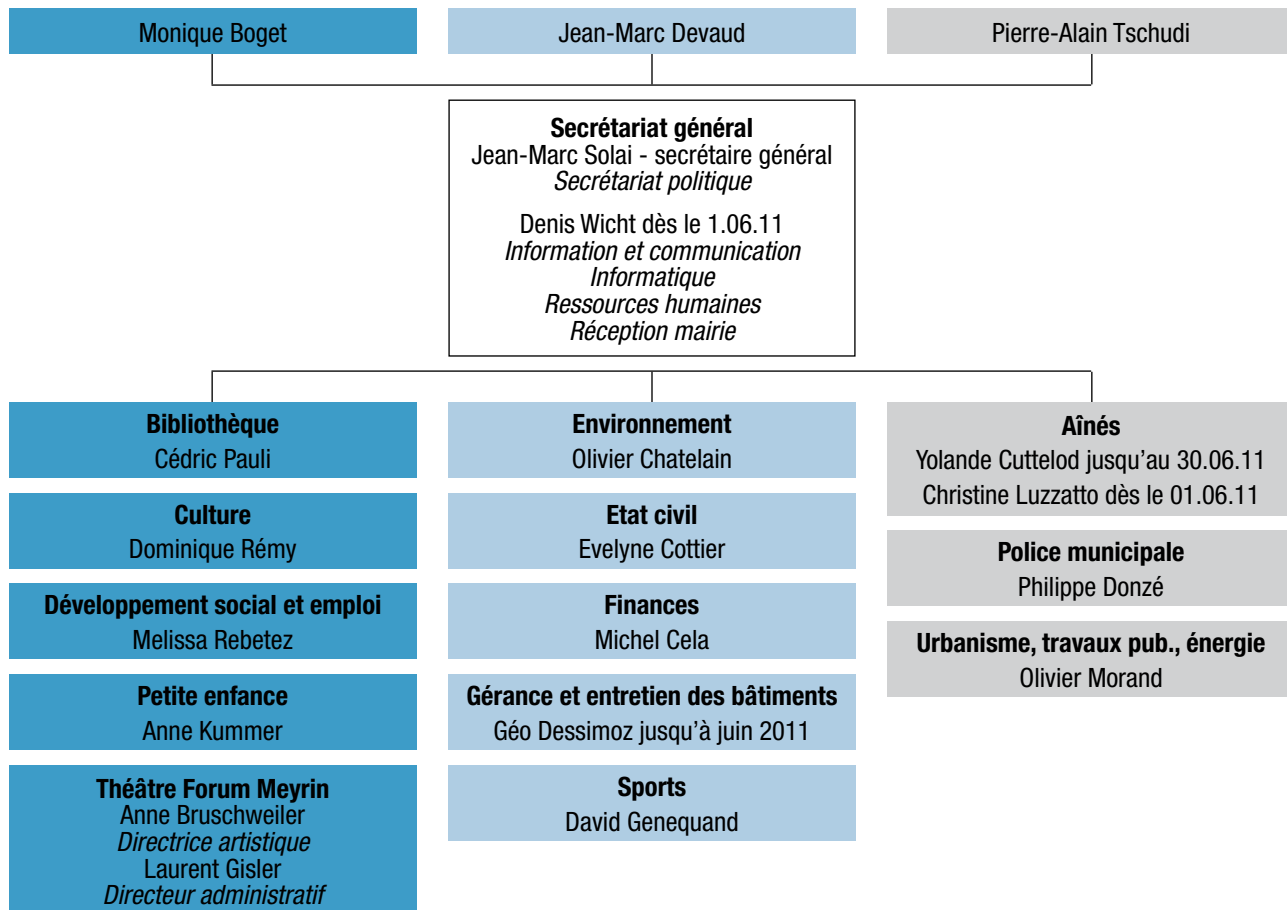 Monique Boget
Jean-Marc Devaud
Pierre-Alain Tschudi
Secrétariat général
Jean-Marc Solai - secrétaire général
Secrétariat politique
Denis Wicht dès le 1.06.11
Information et communication
Informatique
Ressources humaines
Réception mairie
Bibliothèque
Cédric Pauli
Culture
Dominique Rémy
Développement social et emploi
Melissa Rebetez
Petite enfance
Anne Kummer
Théâtre Forum Meyrin
Anne Bruschweiler
Directrice artistique
Laurent Gisler
Directeur administratif
Environnement
Olivier Chatelain
Etat civil
Evelyne Cottier
Finances
Michel Cela
Gérance et entretien des bâtiments
Géo Dessimoz jusqu'à juin 2011
Sports
David Genequand
Aînés
Yolande Cuttelod jusqu'au 30.06.11
Christine Luzzatto dès le 01.06.11
Police municipale
Philippe Donzé
Urbanisme, travaux pub., énergie
Olivier Morand